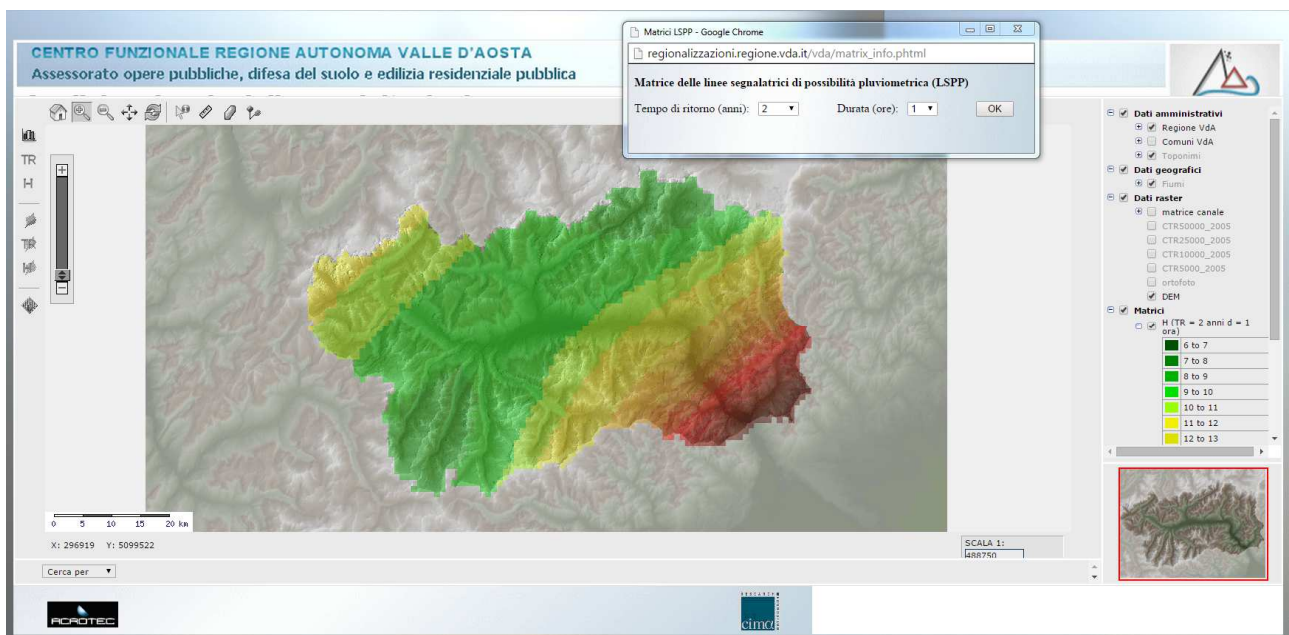 Matrici LSPP - Google Chrome
regionalizzazioni.regione.vda.it/vda/matrix_info.phtml
Matrice delle linee segnalatrici di possibilità pluviometrica (LSPP)
Tempo di ritorno (anni): 2 Durata (ore): 1 OK
CENTRO FUNZIONALE REGIONE AUTONOMA VALLE D'AOSTA
Assessorato opere pubbliche, difesa del suolo e edilizia residenziale pubblica
TR
H
TR
H
Dati amministrativi
Regione VdA
Comuni VdA
Toponimi
Dati geografici
Fiumi
Dati raster
matrice canale
CTR50000_2005
CTR25000_2005
CTR10000_2005
CTR5000_2005
ortofoto
DEM
Matrici
H (TR = 2 anni d = 1
ora)
6 to 7
7 to 8
8 to 9
9 to 10
10 to 11
11 to 12
12 to 13
0 5 10 15 20 km
X: 296919 Y: 5099522
SCALA 1:
488750
Cerca per
ACROTEC
RESEARCH
cima